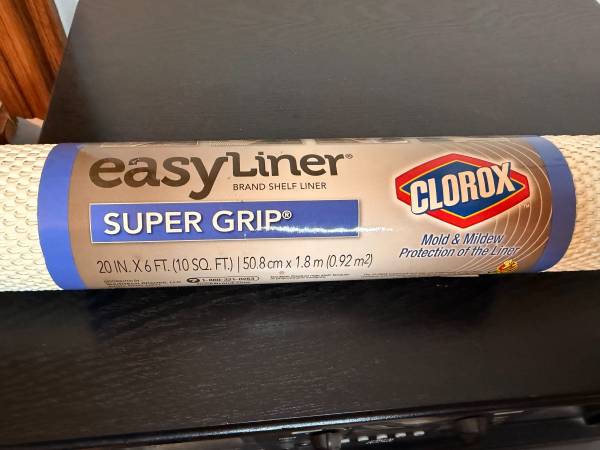 easyLiner®
BRAND SHELF LINER
SUPER GRIP®
20 IN. X 6 FT. (10 SQ. FT.) | 50.8 cm x 1.8 m (0.92 m2)
CLOROX™
Mold & Mildew
Protection of the Liner